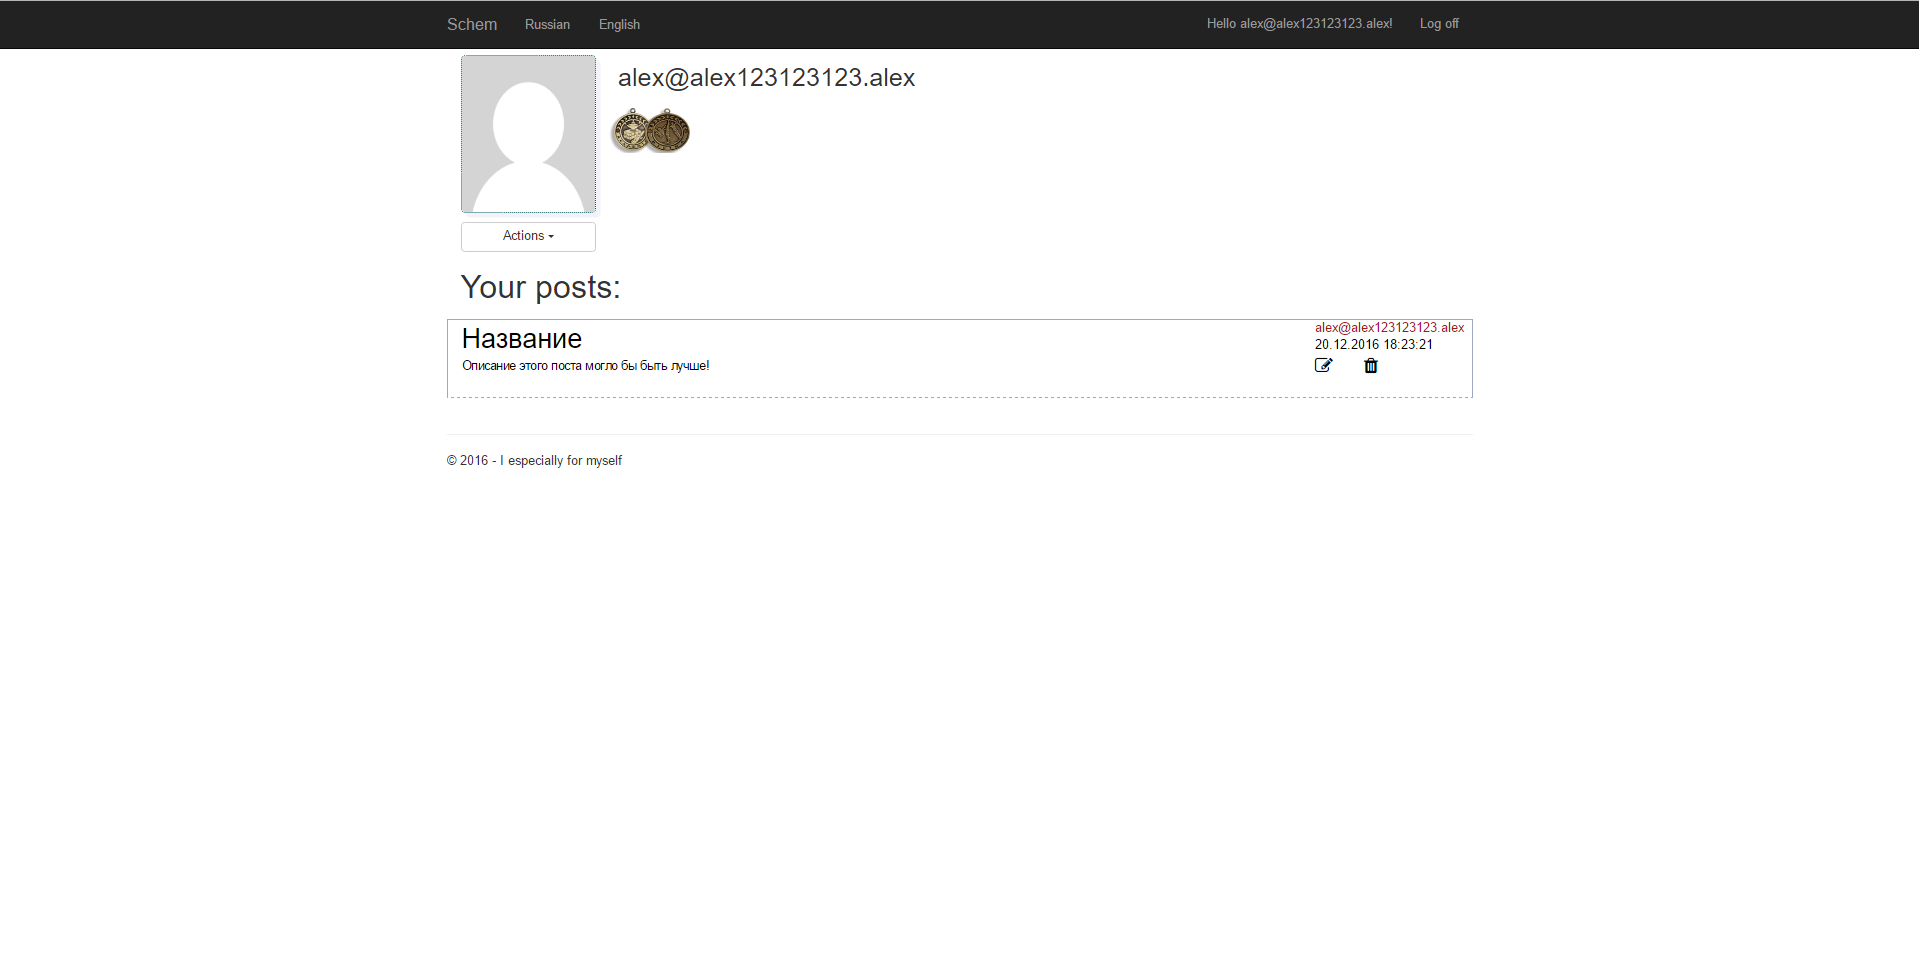 Schem Russian English Hello alex@alex123123123.alex! Log off
alex@alex123123123.alex
Actions
Your posts:
Название
Описание этого поста могло бы быть лучше!
alex@alex123123123.alex
20.12.2016 18:23:21
© 2016 - I especially for myself